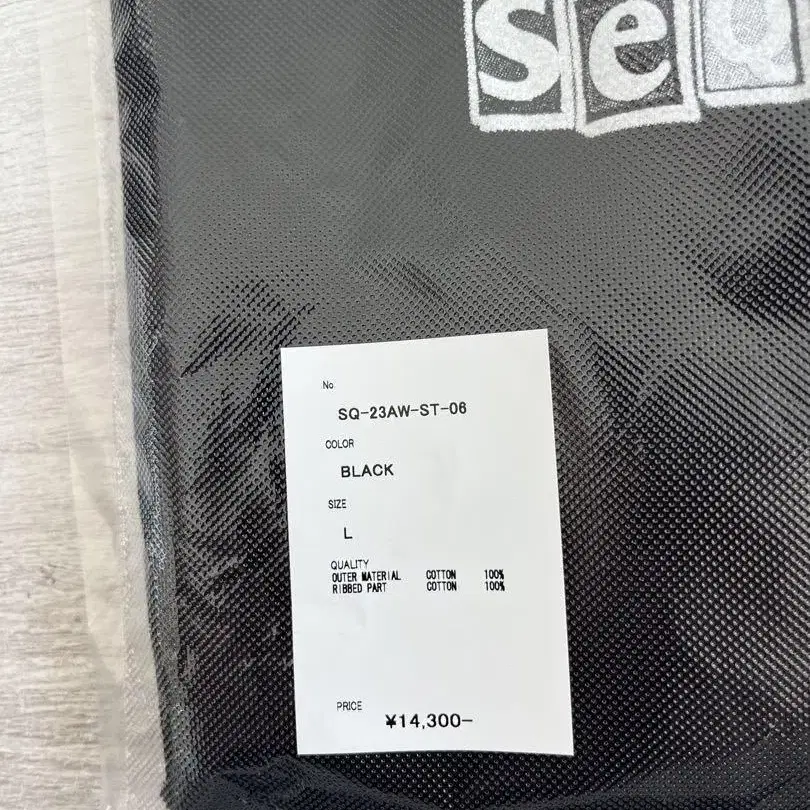 seQ
No.
SQ-23AW-ST-06
COLOR
BLACK
SIZE
L
QUALITY
OUTER MATERIAL COTTON 100%
RIBBED PART COTTON 100%
PRICE
¥14,300-